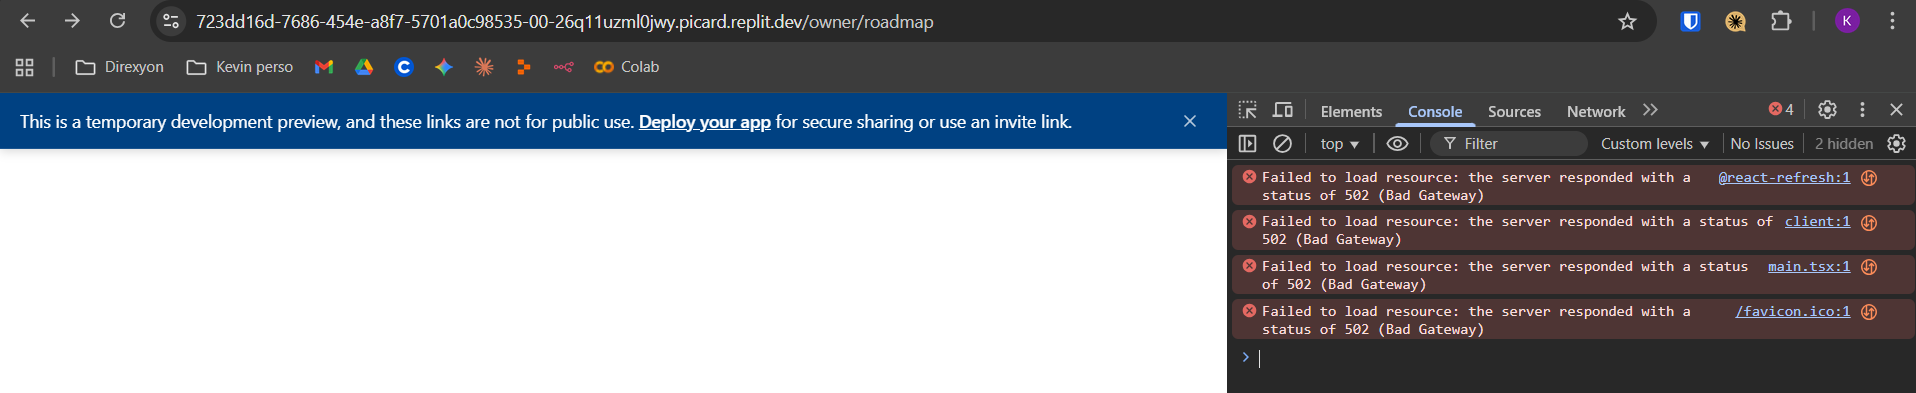 723dd16d-7686-454e-a8f7-5701a0c98535-00-26q11uzml0jwy.picard.replit.dev/owner/roadmap
K
Direxyon
Kevin perso
Colab
This is a temporary development preview, and these links are not for public use. Deploy your app for secure sharing or use an invite link.
Elements Console Sources Network 4
top Filter Custom levels No Issues 2 hidden
Failed to load resource: the server responded with a @react-refresh:1
status of 502 (Bad Gateway)
Failed to load resource: the server responded with a status of client:1
502 (Bad Gateway)
Failed to load resource: the server responded with a status main.tsx:1
of 502 (Bad Gateway)
Failed to load resource: the server responded with a /favicon.ico:1
status of 502 (Bad Gateway)